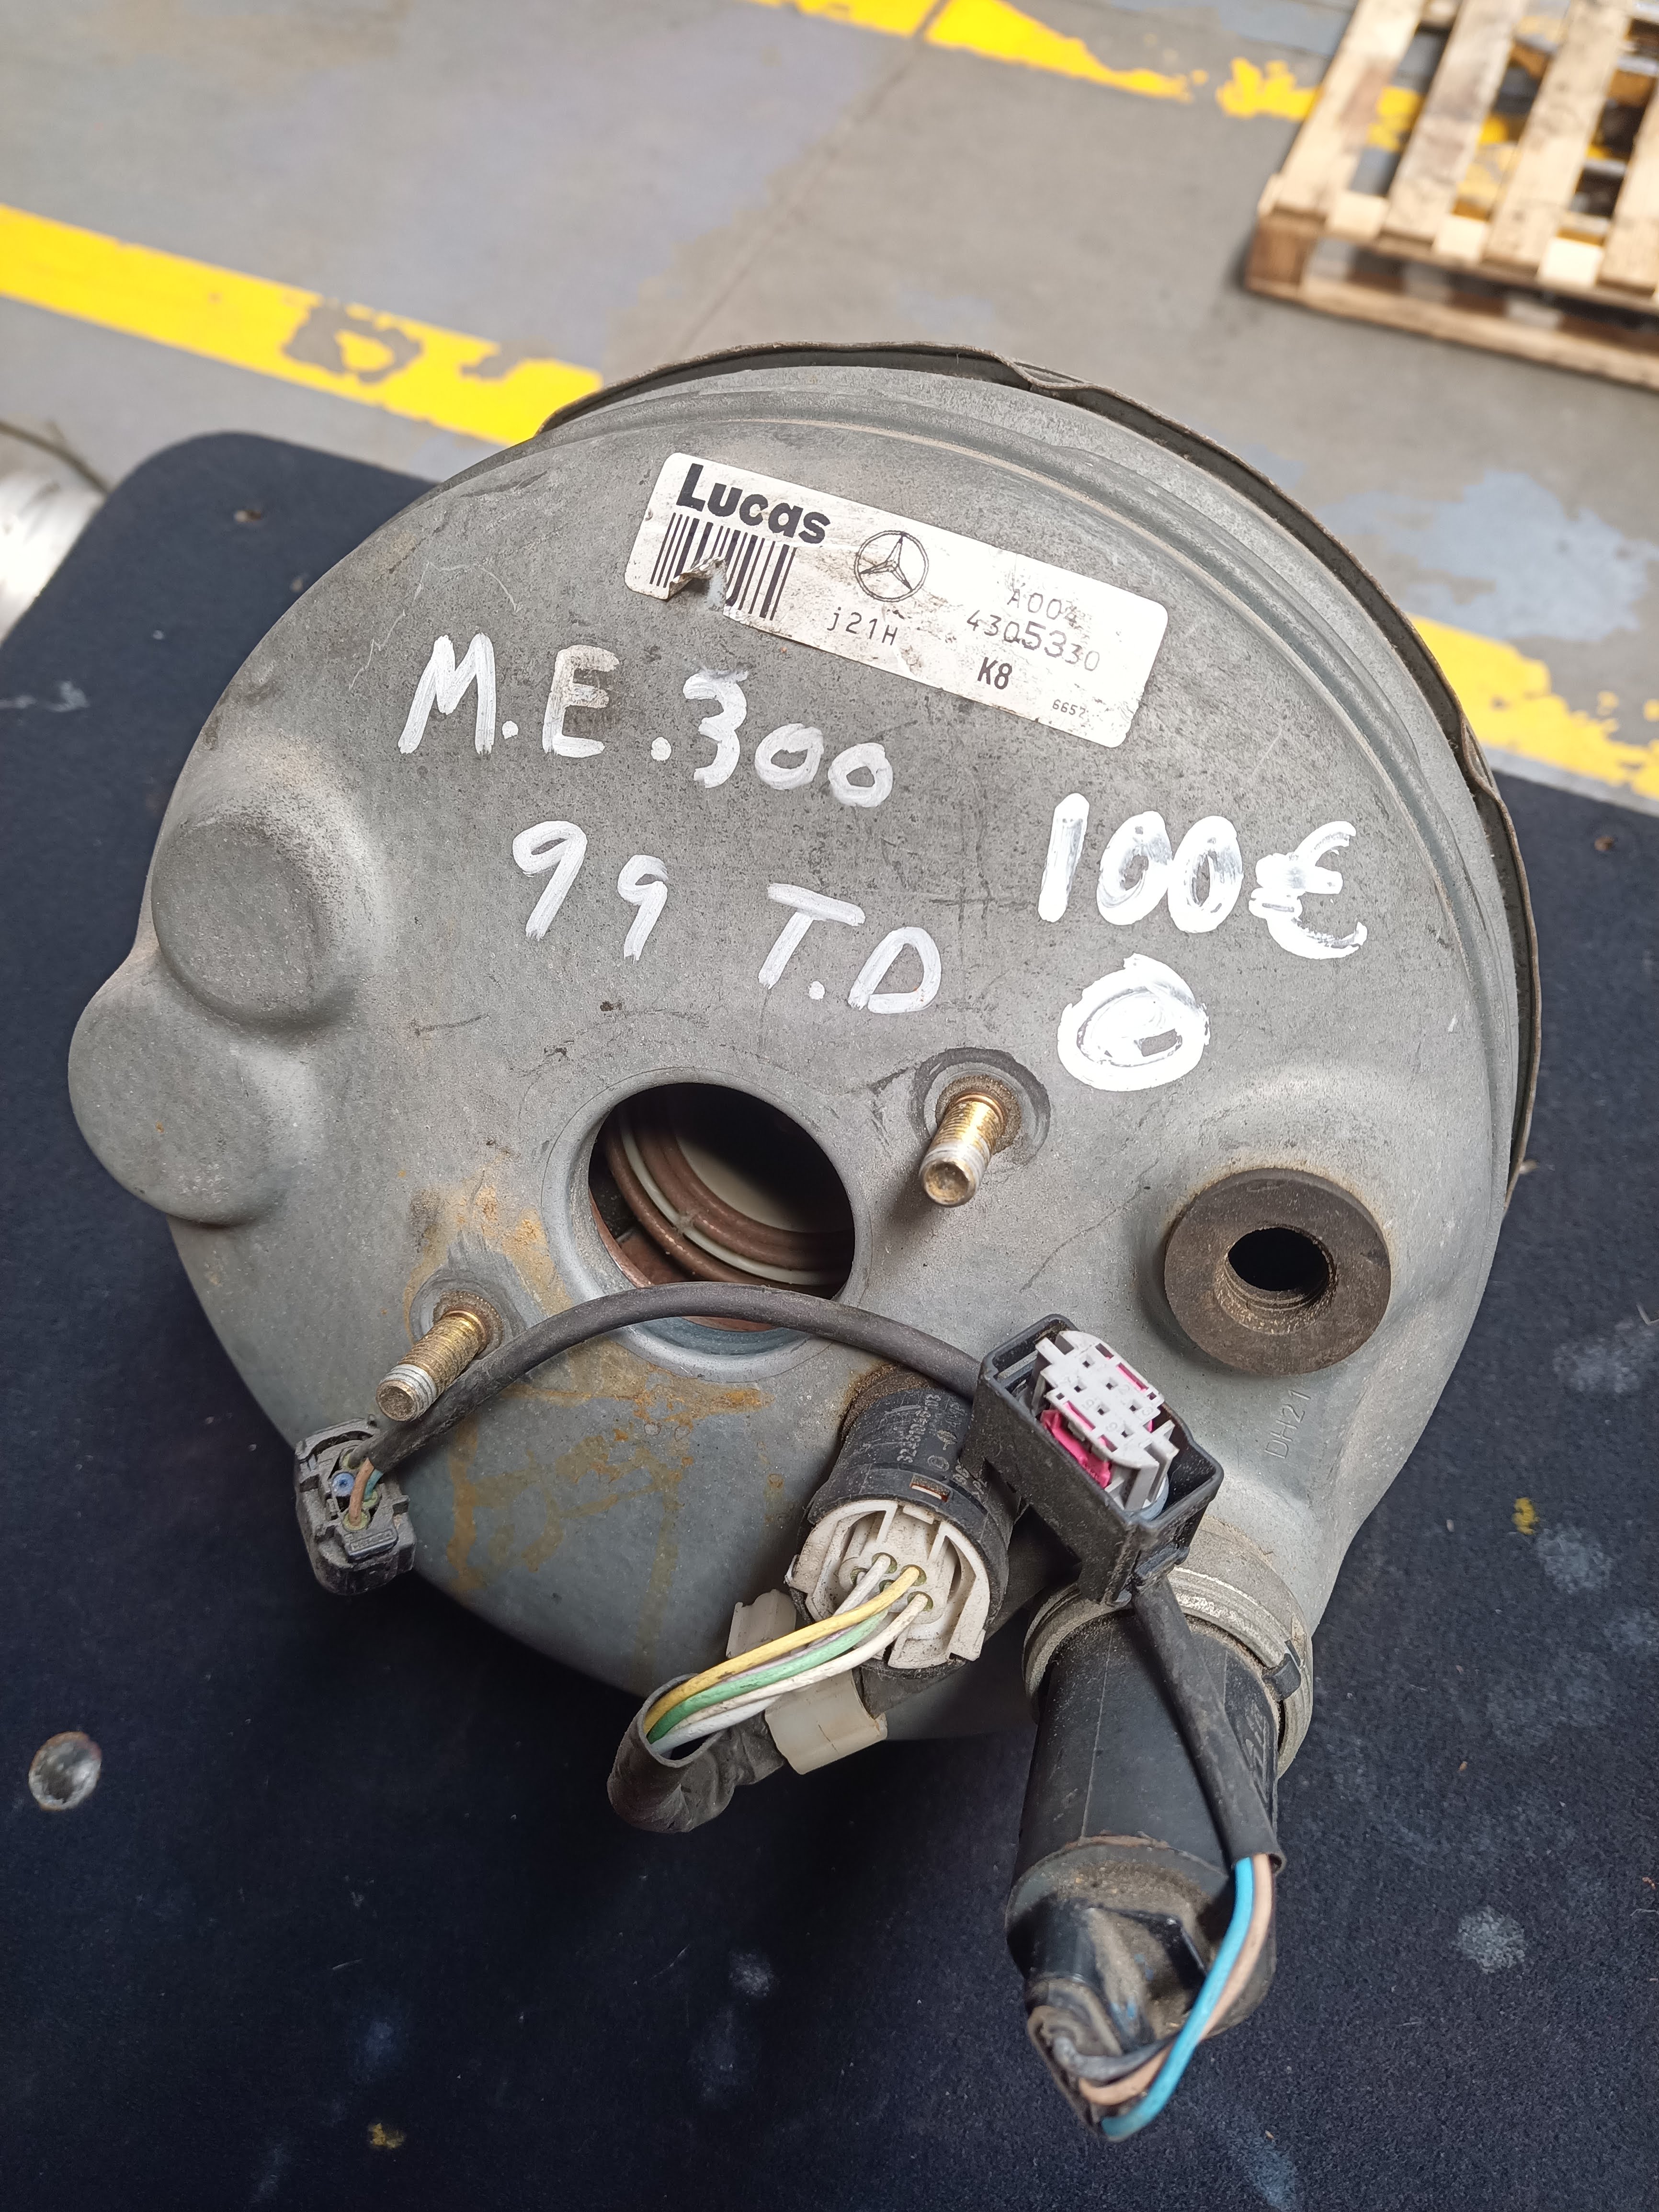 Lucas
A004
4305330
j21H
K8
6657
M.E.300
99 T.D
100€
DH21